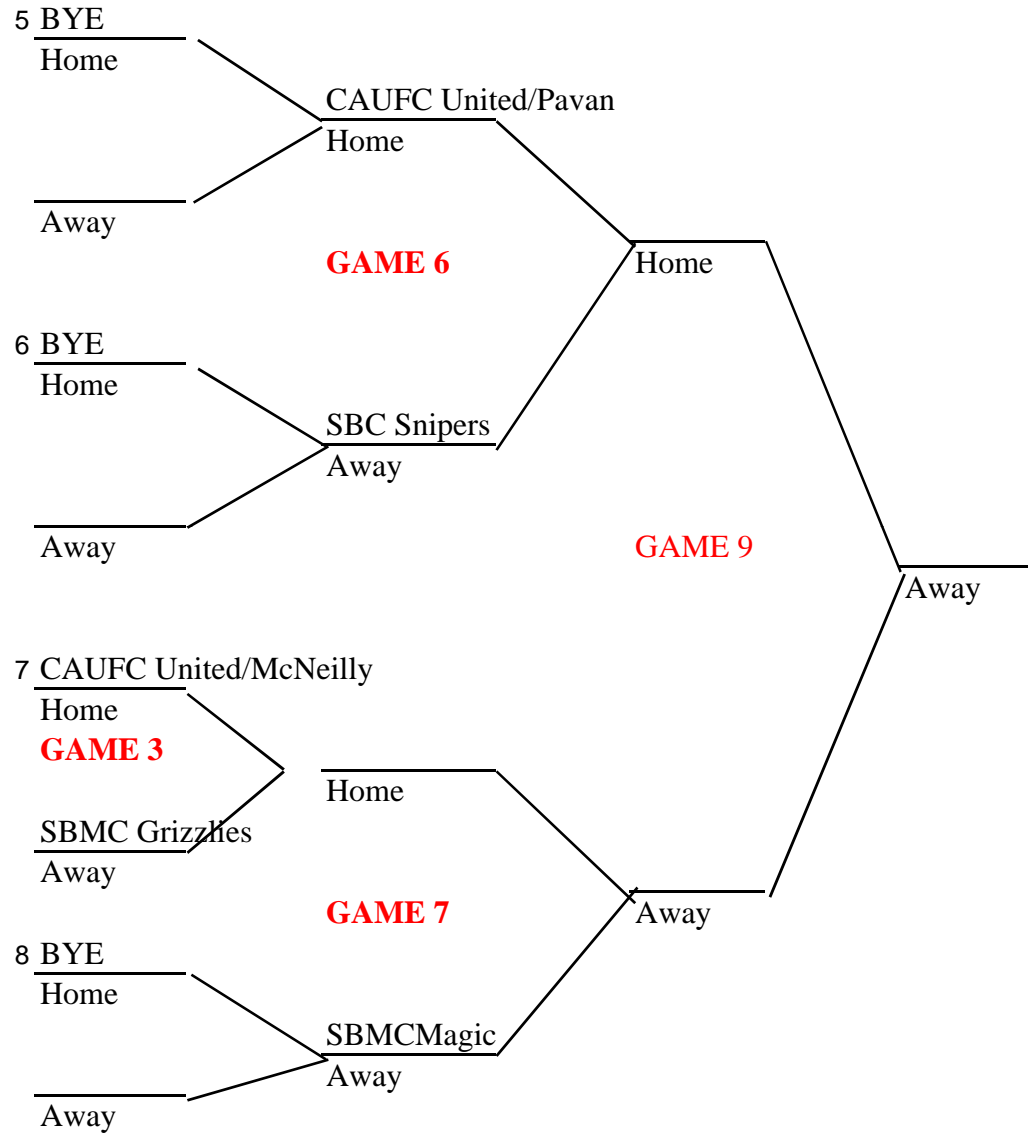 5 BYE
Home
CAUFC United/Pavan
Home
Away
GAME 6
Home
6 BYE
Home
SBC Snipers
Away
Away
GAME 9
Away
7 CAUFC United/McNeilly
Home
GAME 3
Home
SBMC Grizzlies
Away
GAME 7
Away
8 BYE
Home
SBMCMagic
Away
Away